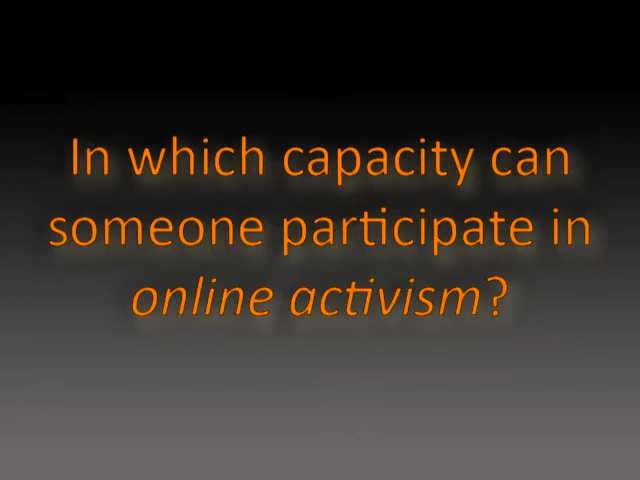 In which capacity can
someone participate in
online activism?